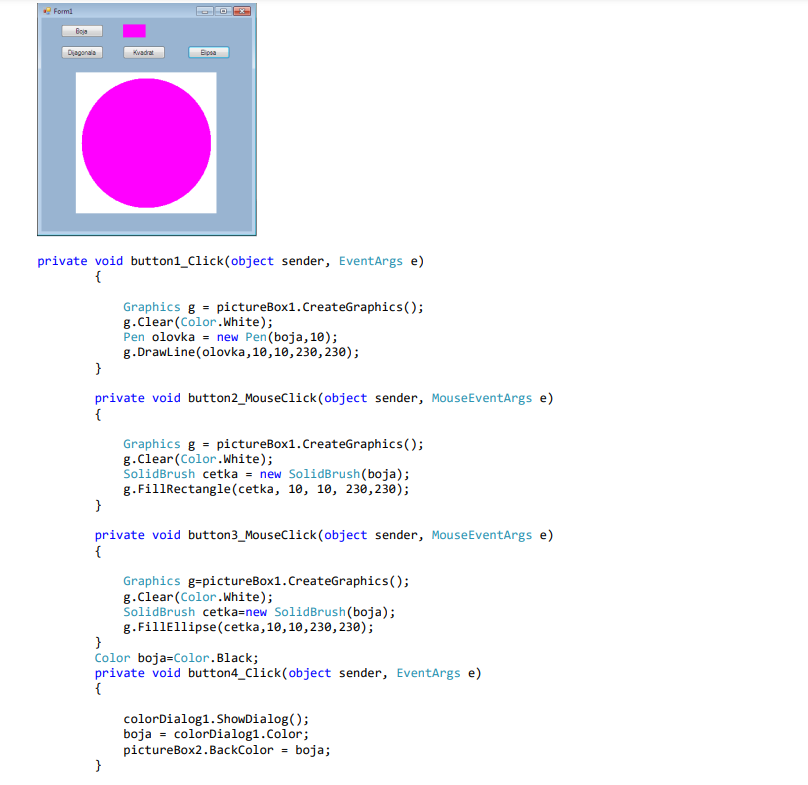 Form1
Boja
Dijagonala Kvadrat Elipsa
private void button1_Click(object sender, EventArgs e)
{
Graphics g = pictureBox1.CreateGraphics();
g.Clear(Color.White);
Pen olovka = new Pen(boja,10);
g.DrawLine(olovka,10,10,230,230);
}
private void button2_MouseClick(object sender, MouseEventArgs e)
{
Graphics g = pictureBox1.CreateGraphics();
g.Clear(Color.White);
SolidBrush cetka = new SolidBrush(boja);
g.FillRectangle(cetka, 10, 10, 230,230);
}
private void button3_MouseClick(object sender, MouseEventArgs e)
{
Graphics g=pictureBox1.CreateGraphics();
g.Clear(Color.White);
SolidBrush cetka=new SolidBrush(boja);
g.FillEllipse(cetka,10,10,230,230);
}
Color boja=Color.Black;
private void button4_Click(object sender, EventArgs e)
{
colorDialog1.ShowDialog();
boja = colorDialog1.Color;
pictureBox2.BackColor = boja;
}